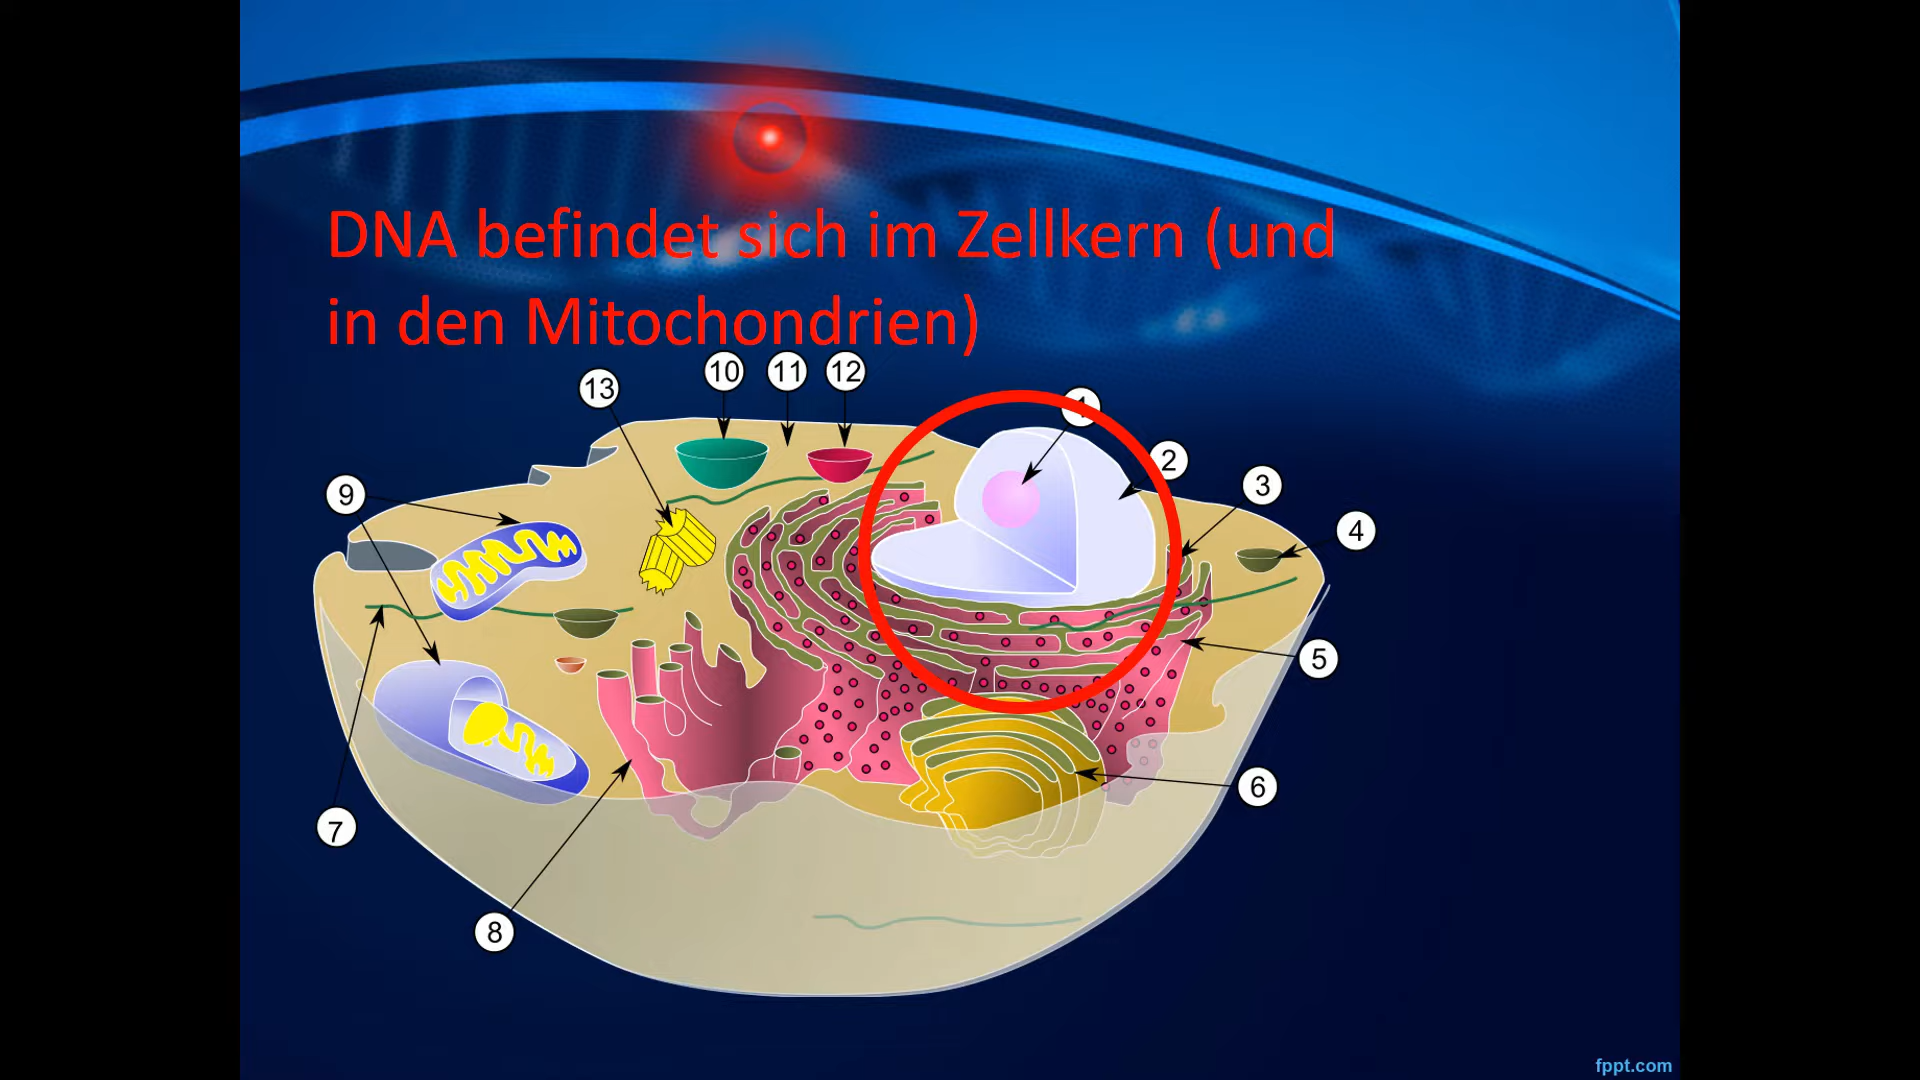 DNA befindet sich im Zellkern (und
in den Mitochondrien)
10 11 12
13
1
2
3
9
4
5
6
7
8
fppt.com